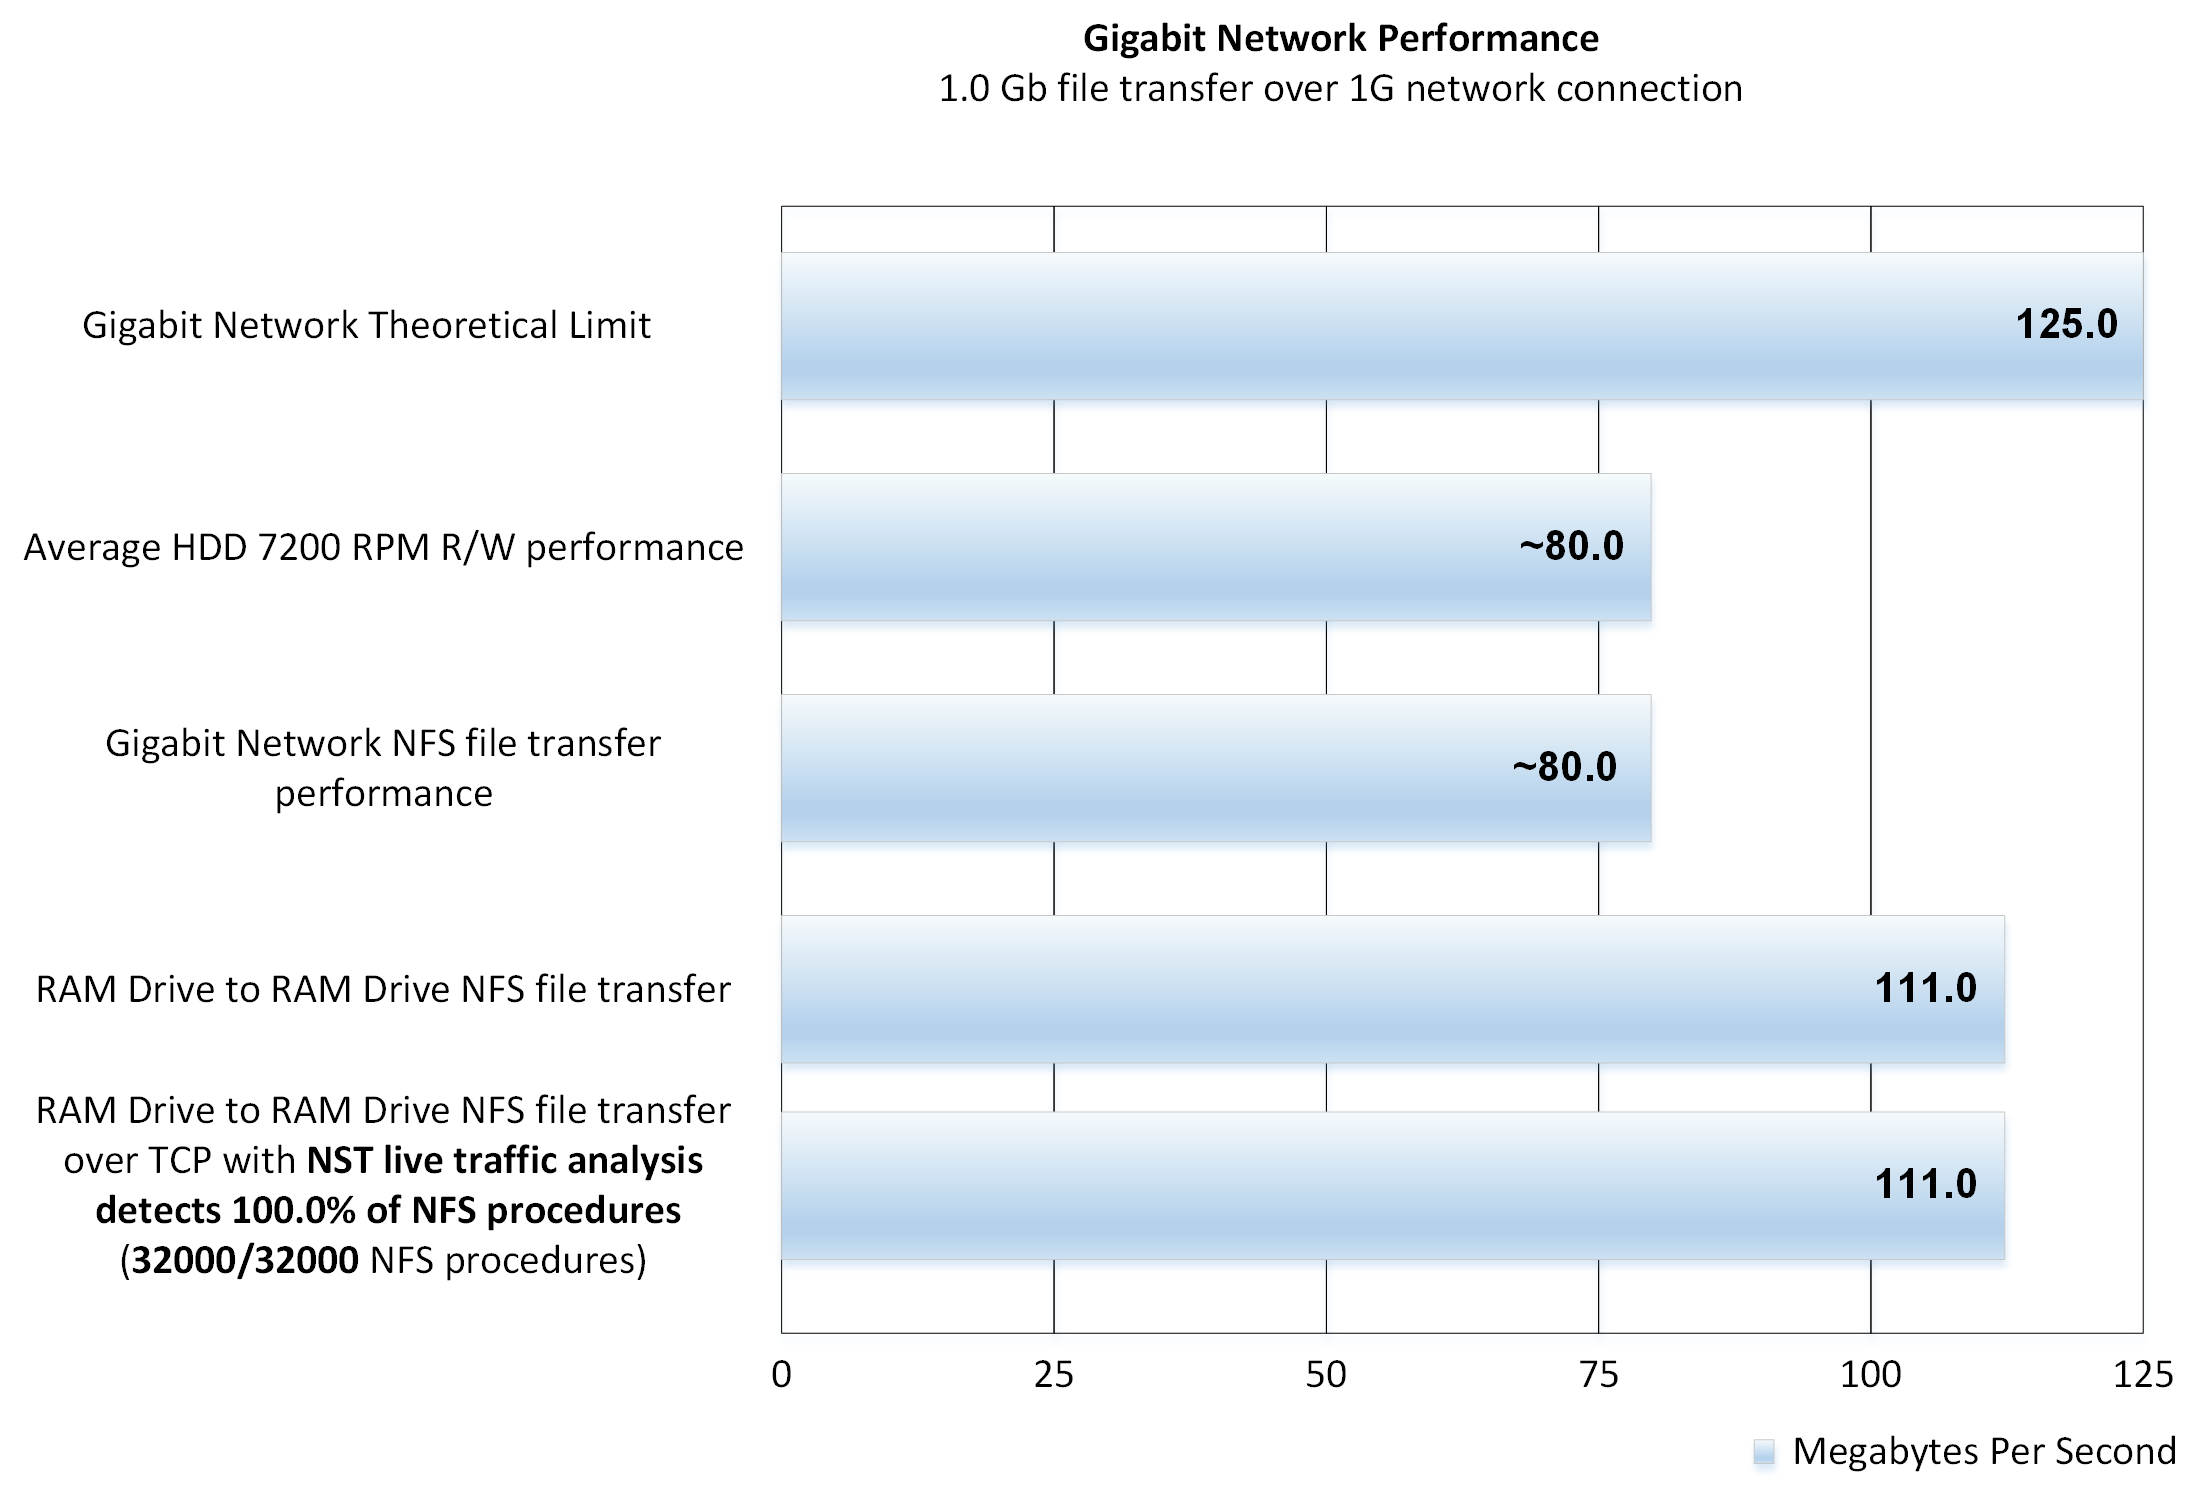 Gigabit Network Performance
1.0 Gb file transfer over 1G network connection
Gigabit Network Theoretical Limit
125.0
Average HDD 7200 RPM R/W performance
~80.0
Gigabit Network NFS file transfer
performance
~80.0
RAM Drive to RAM Drive NFS file transfer
111.0
RAM Drive to RAM Drive NFS file transfer
over TCP with NST live traffic analysis
detects 100.0% of NFS procedures
(32000/32000 NFS procedures)
111.0
0 25 50 75 100 125
Megabytes Per Second